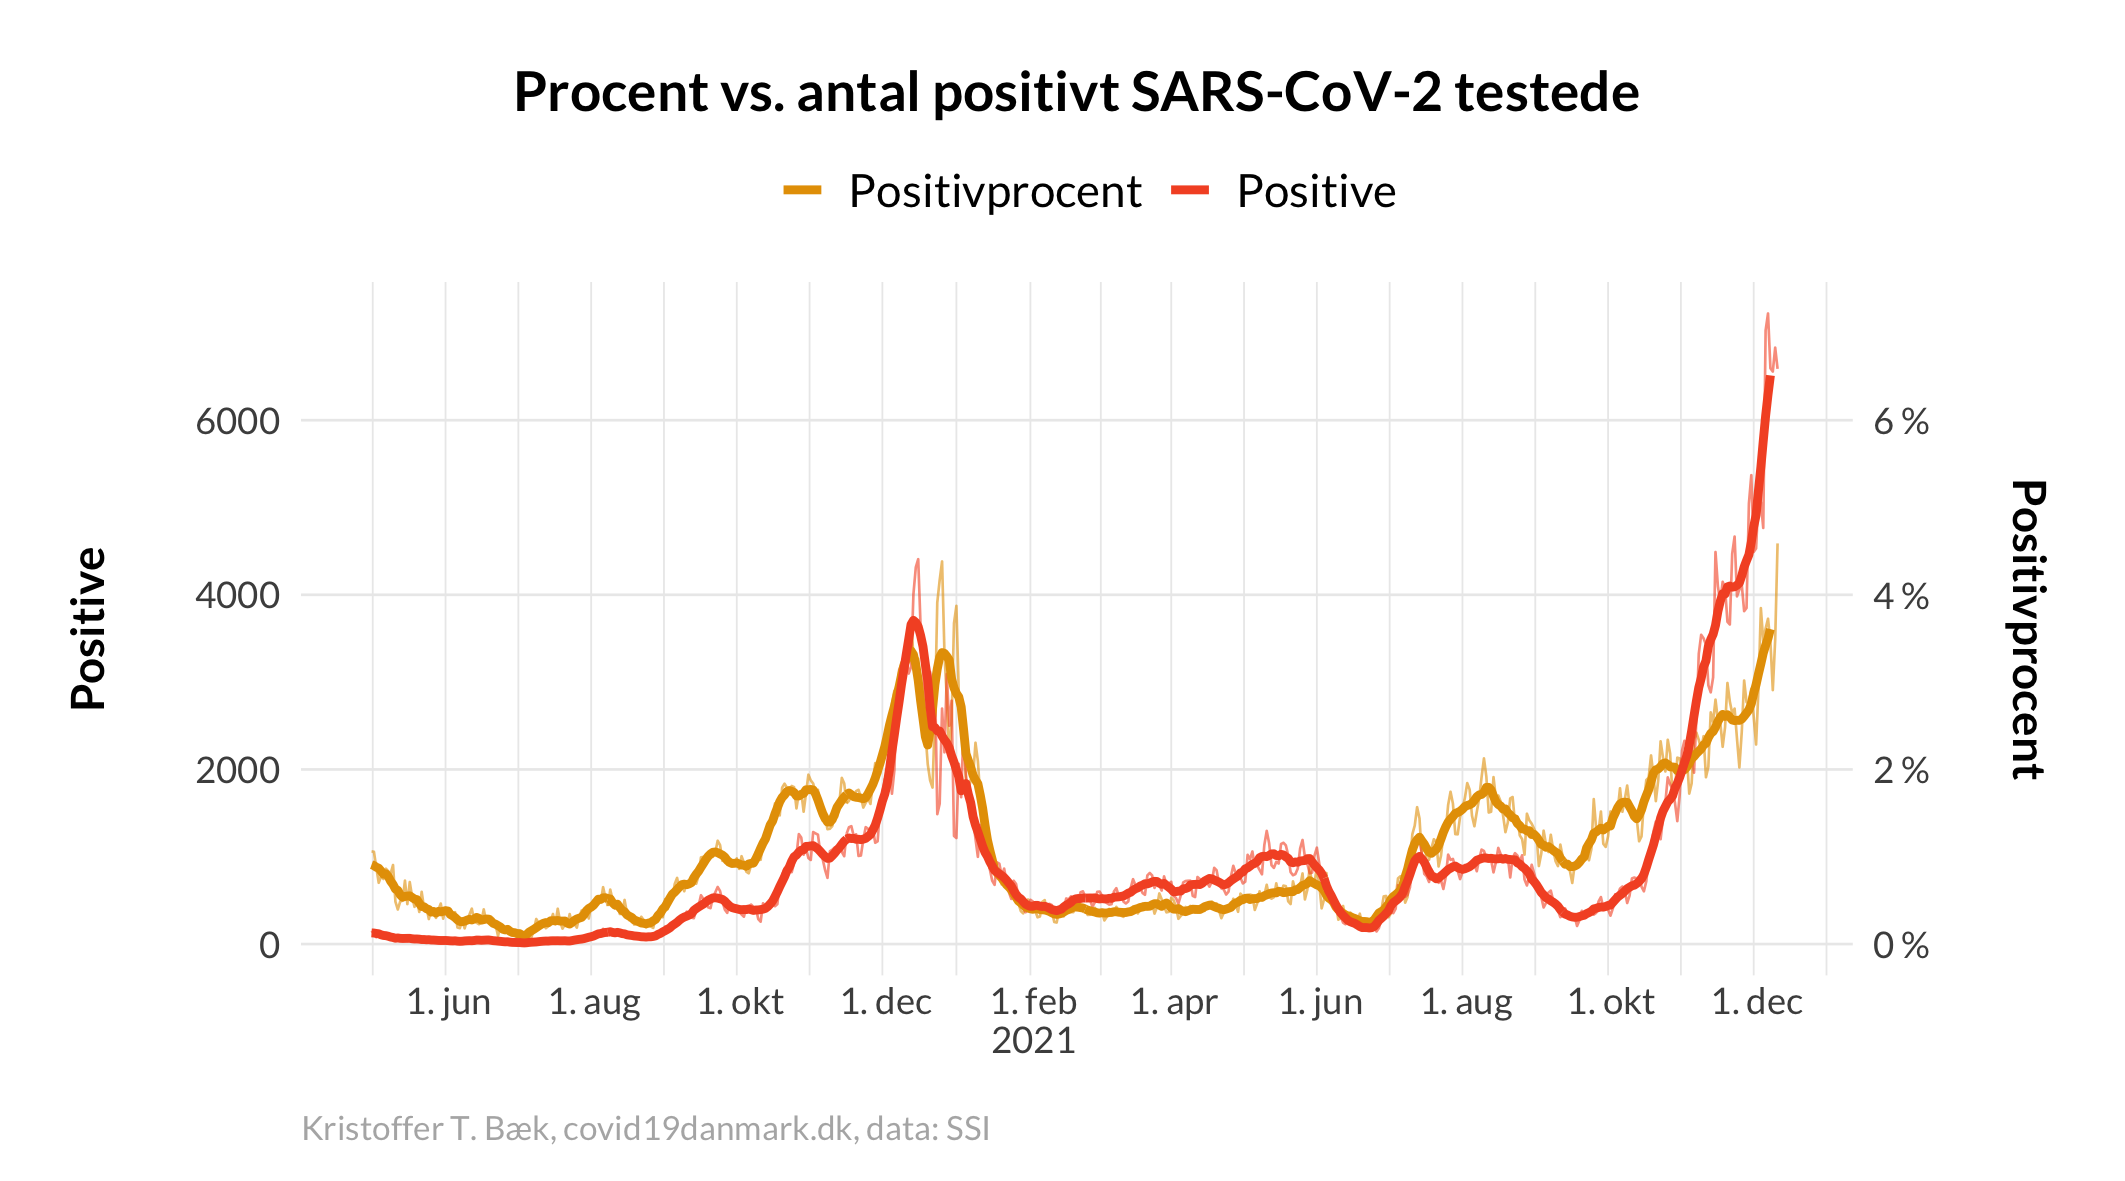 Procent vs. antal positivt SARS-CoV-2 testede
Positivprocent Positive
Positive
6000
4000
2000
0
6 %
4 %
2 %
0 %
Positivprocent
1. jun 1. aug 1. okt 1. dec 1. feb 1. apr 1. jun 1. aug 1. okt 1. dec
2021
Kristoffer T. Bæk, covid19danmark.dk, data: SSI